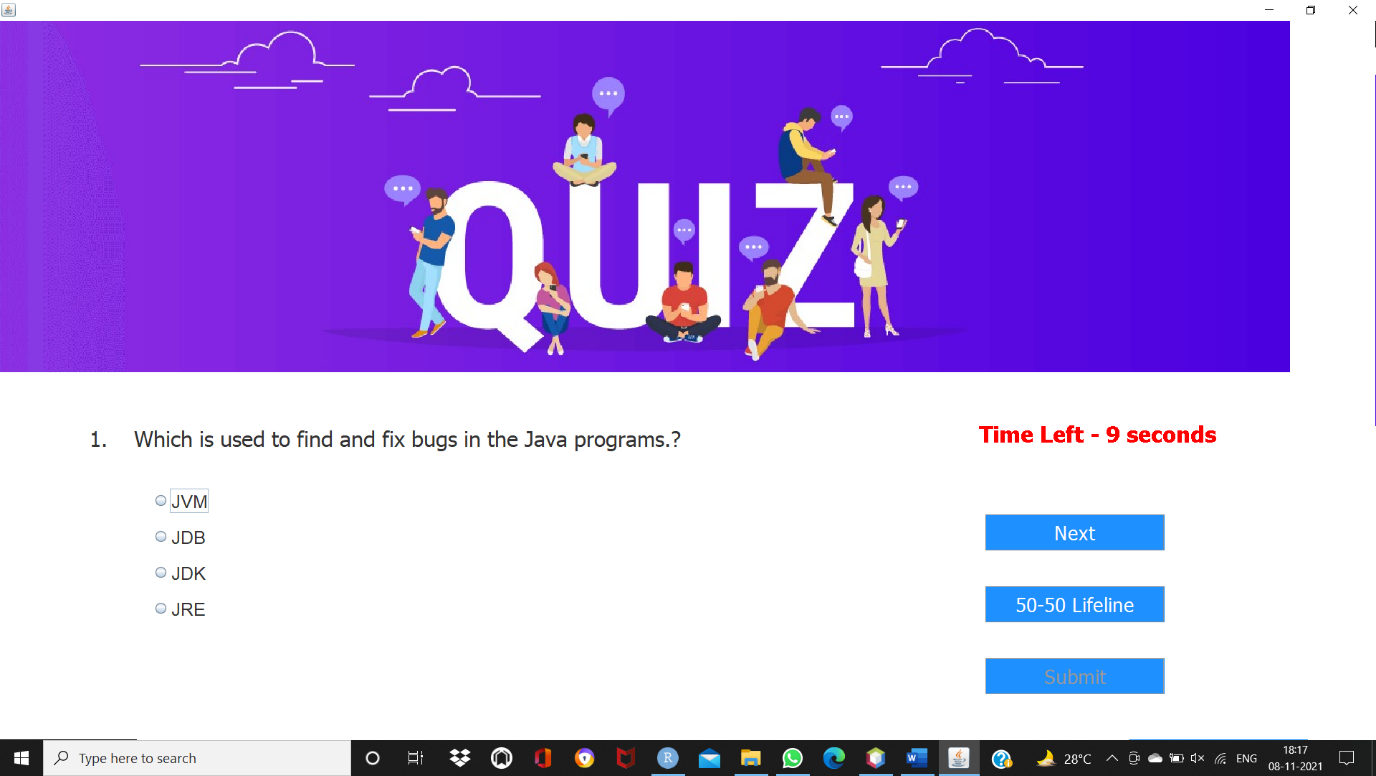 QUIZ
1. Which is used to find and fix bugs in the Java programs.?
Time Left - 9 seconds
JVM
JDB
JDK
JRE
Next
50-50 Lifeline
Submit
Type here to search
R
28°C
ENG
18:17
08-11-2021